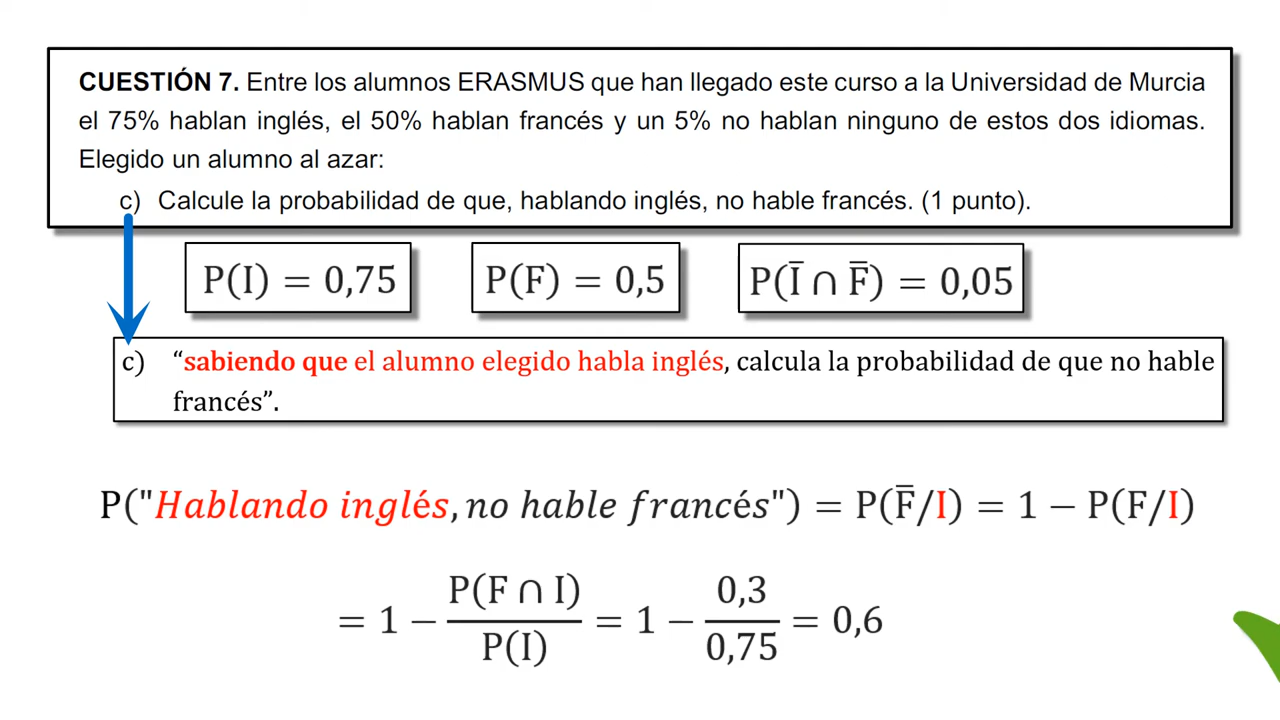 CUESTIÓN 7. Entre los alumnos ERASMUS que han llegado este curso a la Universidad de Murcia
el 75% hablan inglés, el 50% hablan francés y un 5% no hablan ninguno de estos dos idiomas.
Elegido un alumno al azar:
c) Calcule la probabilidad de que, hablando inglés, no hable francés. (1 punto).
P(I) = 0,75 P(F) = 0,5 P(Ī ∩ F̄) = 0,05
c) “sabiendo que el alumno elegido habla inglés, calcula la probabilidad de que no hable
francés”.
P("Hablando inglés, no hable francés") = P(F̄/I) = 1 − P(F/I)
= 1 − P(F ∩ I)/P(I) = 1 − 0,3/0,75 = 0,6